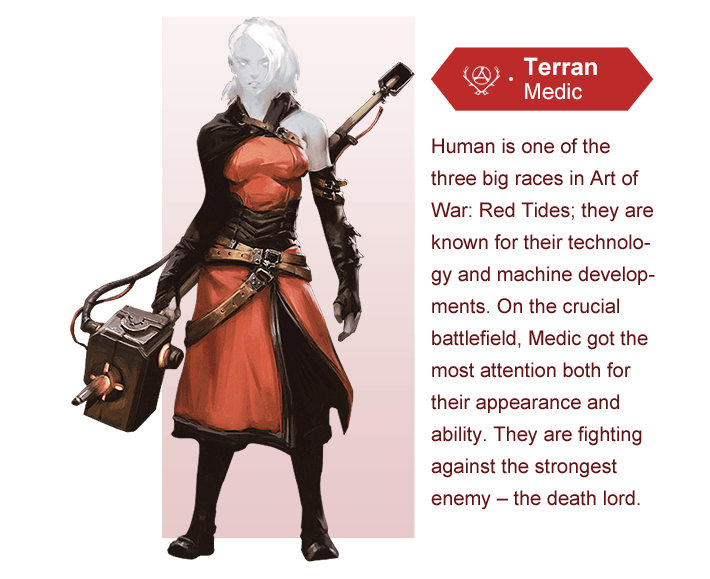 Terran
Medic
Human is one of the
three big races in Art of
War: Red Tides; they are
known for their technolo-
gy and machine develop-
ments. On the crucial
battlefield, Medic got the
most attention both for
their appearance and
ability. They are fighting
against the strongest
enemy – the death lord.